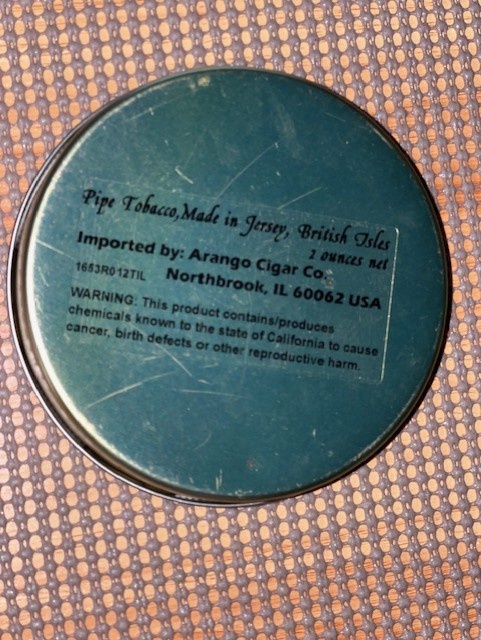 Pipe Tobacco,Made in Jersey, British Isles
2 ounces net
Imported by: Arango Cigar Co.
1653R012TIL Northbrook, IL 60062 USA
WARNING: This product contains/produces
chemicals known to the state of California to cause
cancer, birth defects or other reproductive harm.